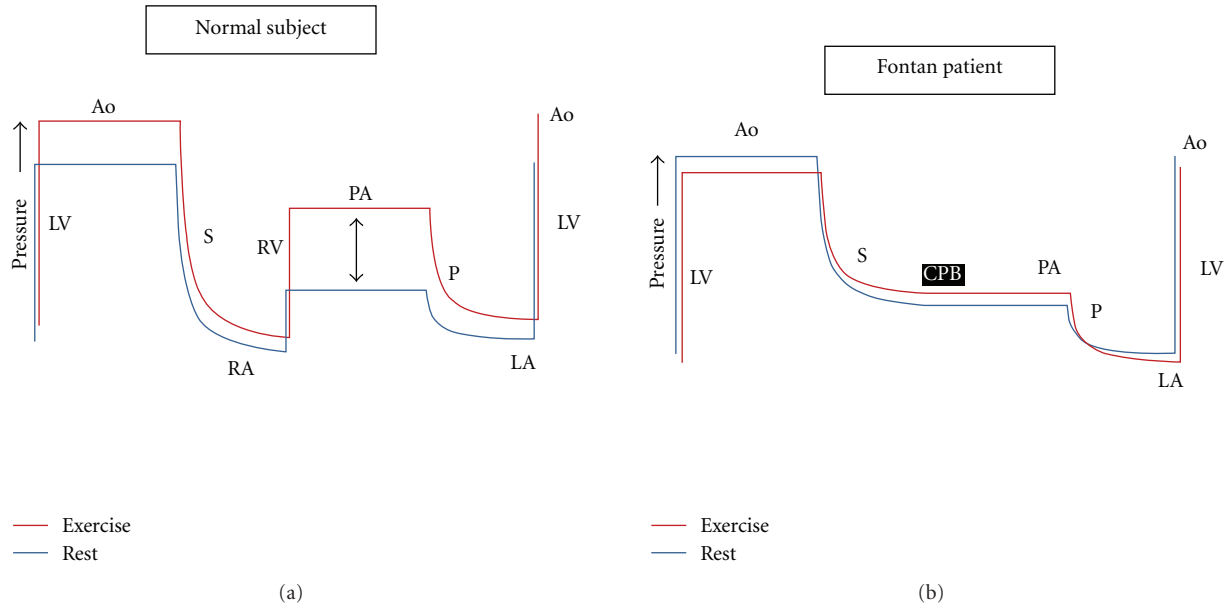 Normal subject
Ao
Ao
Pressure
LV
S
RV
PA
P
LV
RA
LA
Exercise
Rest
(a)
Fontan patient
Ao
Ao
Pressure
LV
S
CPB
PA
P
LV
LA
Exercise
Rest
(b)